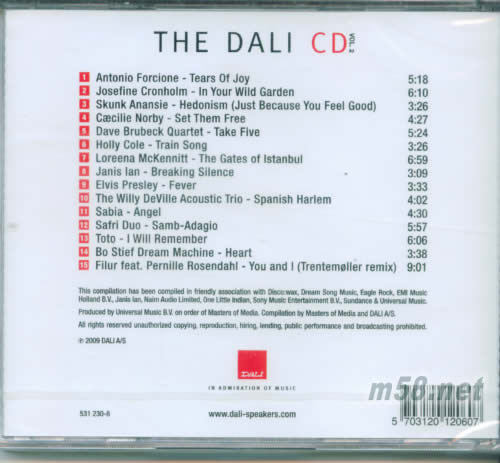 THE DALI CD VOL 2
1 Antonio Forcione - Tears Of Joy 5:18
2 Josefine Cronholm - In Your Wild Garden 6:10
3 Skunk Anansie - Hedonism (Just Because You Feel Good) 3:26
4 Cæcilie Norby - Set Them Free 4:27
5 Dave Brubeck Quartet - Take Five 5:24
6 Holly Cole - Train Song 3:26
7 Loreena McKennitt - The Gates of Istanbul 6:59
8 Janis Ian - Breaking Silence 3:09
9 Elvis Presley - Fever 3:33
10 The Willy DeVille Acoustic Trio - Spanish Harlem 4:02
11 Sabia - Angel 4:30
12 Safri Duo - Samb-Adagio 5:57
13 Toto - I Will Remember 6:06
14 Bo Stief Dream Machine - Heart 3:38
15 Filur feat. Pernille Rosendahl - You and I (Trentemøller remix) 9:01
This compilation has been compiled in friendly association with Disco:wax, Dream Song Music, Eagle Rock, EMI Music
Holland B.V., Janis Ian, Naim Audio Limited, One Little Indian, Sony Music Entertainment B.V., Sundance & Universal Music.
Produced by Universal Music B.V. on order of Masters of Media. Compilation by Masters of Media and DALI A/S.
All rights reserved unauthorized copying, reproduction, hiring, lending, public performance and broadcasting prohibited.
℗ 2009 DALI A/S
DALI
IN ADMIRATION OF MUSIC
m58.net
531 230-6
www.dali-speakers.com
5 703120 120607